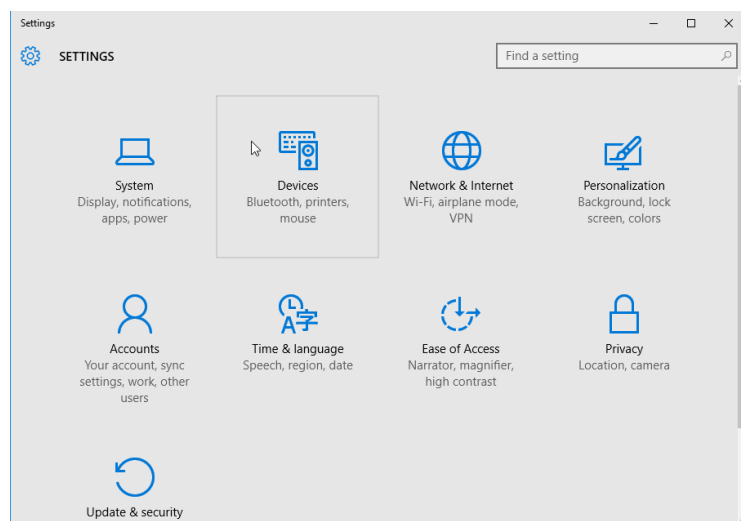 Settings
SETTINGS
Find a setting
System
Display, notifications,
apps, power
Devices
Bluetooth, printers,
mouse
Network & Internet
Wi-Fi, airplane mode,
VPN
Personalization
Background, lock
screen, colors
Accounts
Your account, sync
settings, work, other
users
Time & language
Speech, region, date
Ease of Access
Narrator, magnifier,
high contrast
Privacy
Location, camera
Update & security